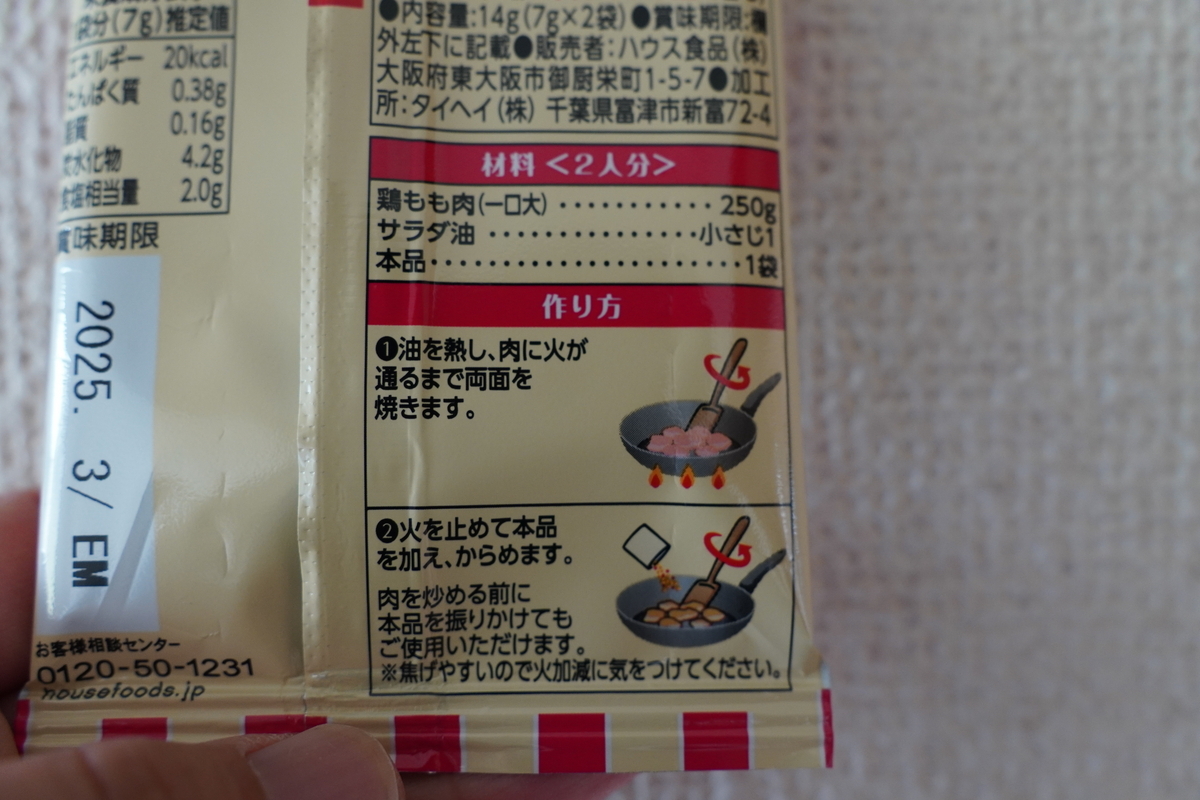 袋分(7g)推定値
エネルギー 20kcal
たんぱく質 0.38g
脂質 0.16g
炭水化物 4.2g
食塩相当量 2.0g
賞味期限
2025. 3/ EM
お客様相談センター
0120-50-1231
housefoods.jp
●内容量:14g(7g×2袋)●賞味期限:欄
外左下に記載●販売者:ハウス食品(株)
大阪府東大阪市御厨栄町1-5-7●加工
所:タイヘイ(株) 千葉県富津市新富72-4
材料<2人分>
鶏もも肉(一口大)・・・・・・・・・・・250g
サラダ油・・・・・・・・・・・・・・・小さじ1
本品・・・・・・・・・・・・・・・・・・・・・・1袋
作り方
❶油を熱し、肉に火が
通るまで両面を
焼きます。
❷火を止めて本品
を加え、からめます。
肉を炒める前に
本品を振りかけても
ご使用いただけます。
※焦げやすいので火加減に気をつけてください。